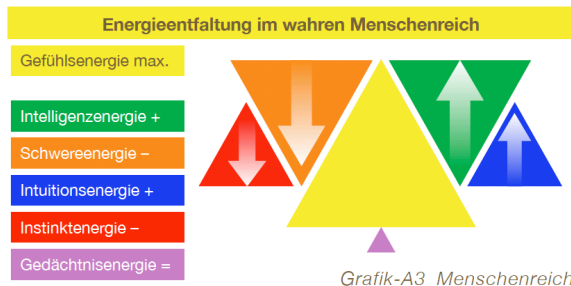 Energieentfaltung im wahren Menschenreich
Gefühlsenergie max.
Intelligenzenergie +
Schwereenergie –
Intuitionsenergie +
Instinktenergie –
Gedächtnisenergie =
Grafik-A3 Menschenreich